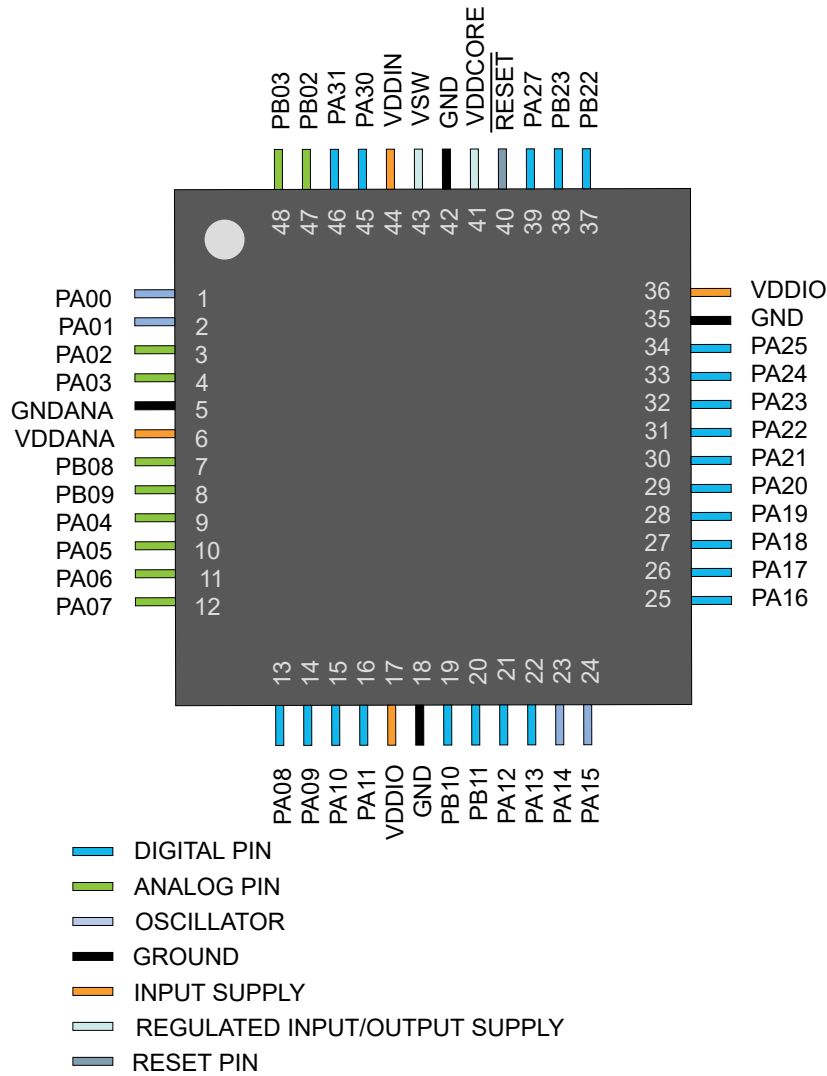 PB03
PB02
PA31
PA30
VDDIN
VSW
GND
VDDCORE
RESET
PA27
PB23
PB22
48
47
46
45
44
43
42
41
40
39
38
37
PA00 1
PA01 2
PA02 3
PA03 4
GNDANA 5
VDDANA 6
PB08 7
PB09 8
PA04 9
PA05 10
PA06 11
PA07 12
36 VDDIO
35 GND
34 PA25
33 PA24
32 PA23
31 PA22
30 PA21
29 PA20
28 PA19
27 PA18
26 PA17
25 PA16
13
14
15
16
17
18
19
20
21
22
23
24
PA08
PA09
PA10
PA11
VDDIO
GND
PB10
PB11
PA12
PA13
PA14
PA15
DIGITAL PIN
ANALOG PIN
OSCILLATOR
GROUND
INPUT SUPPLY
REGULATED INPUT/OUTPUT SUPPLY
RESET PIN